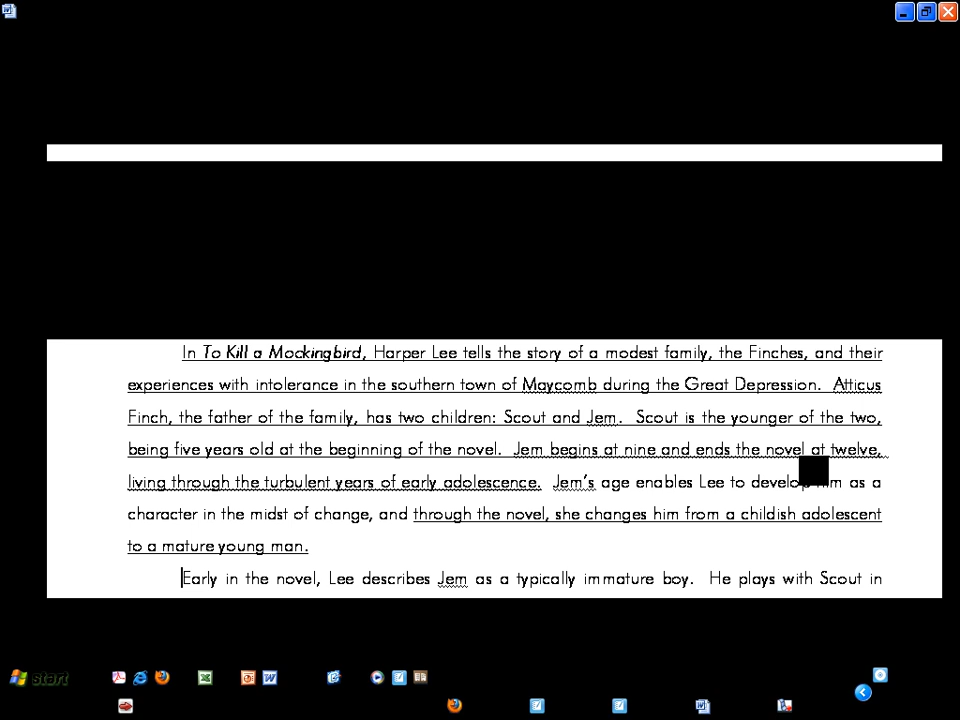 In To Kill a Mockingbird, Harper Lee tells the story of a modest family, the Finches, and their
experiences with intolerance in the southern town of Maycomb during the Great Depression. Atticus
Finch, the father of the family, has two children: Scout and Jem. Scout is the younger of the two,
being five years old at the beginning of the novel. Jem begins at nine and ends the novel at twelve,
living through the turbulent years of early adolescence. Jem's age enables Lee to develop him as a
character in the midst of change, and through the novel, she changes him from a childish adolescent
to a mature young man.
Early in the novel, Lee describes Jem as a typically immature boy. He plays with Scout in
start